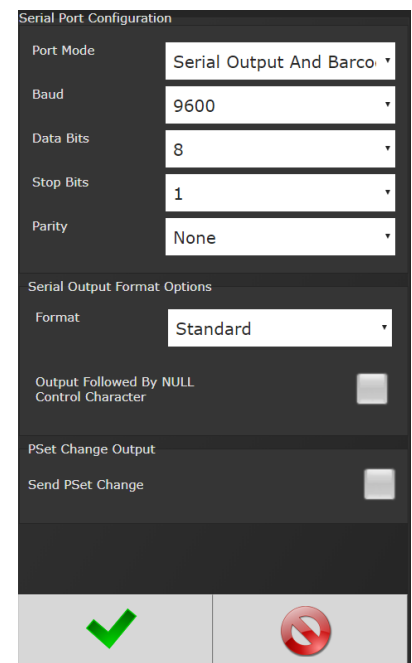 Serial Port Configuration
Port Mode
Serial Output And Barco
Baud
9600
Data Bits
8
Stop Bits
1
Parity
None
Serial Output Format Options
Format
Standard
Output Followed By NULL
Control Character
PSet Change Output
Send PSet Change